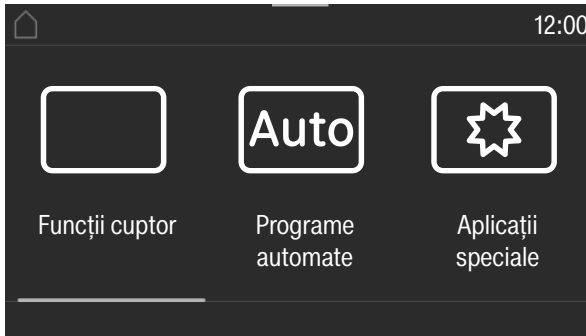 12:00
Auto
Funcții cuptor
Programe
automate
Aplicații
speciale